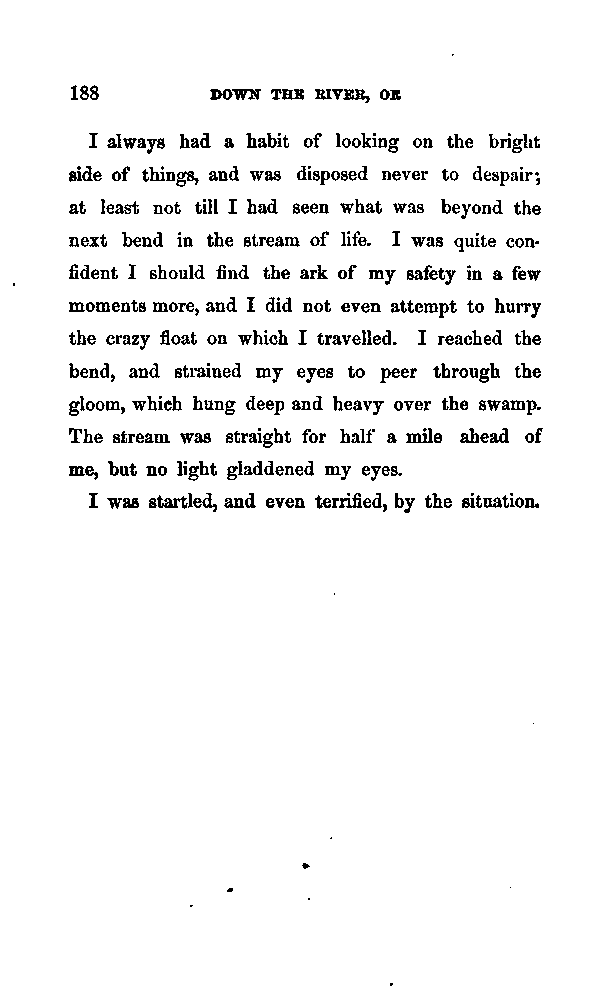 188 DOWN THE RIVER, OR
I always had a habit of looking on the bright
side of things, and was disposed never to despair;
at least not till I had seen what was beyond the
next bend in the stream of life. I was quite con-
fident I should find the ark of my safety in a few
moments more, and I did not even attempt to hurry
the crazy float on which I travelled. I reached the
bend, and strained my eyes to peer through the
gloom, which hung deep and heavy over the swamp.
The stream was straight for half a mile ahead of
me, but no light gladdened my eyes.
I was startled, and even terrified, by the situation.